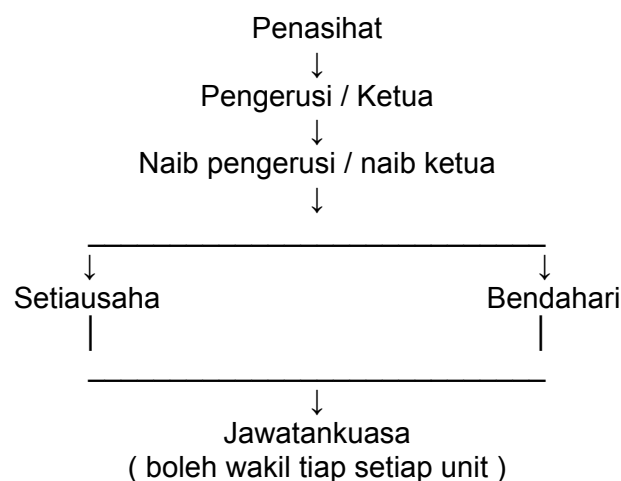 Penasihat
↓
Pengerusi / Ketua
↓
Naib pengerusi / naib ketua
↓
↓ ↓
Setiausaha Bendahari
↓
Jawatankuasa
( boleh wakil tiap setiap unit )